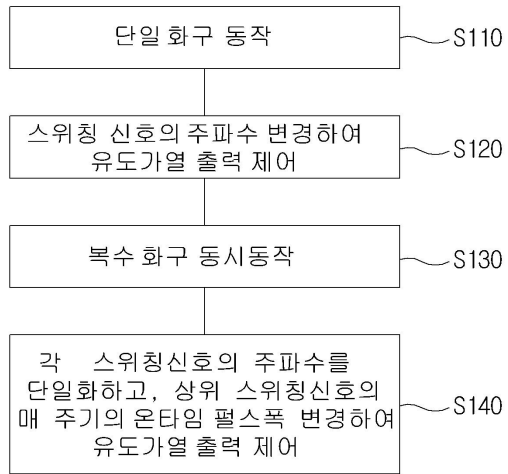 단일 화구 동작
S110
스위칭 신호의 주파수 변경하여
유도가열 출력 제어
S120
복수 화구 동시동작
S130
각 스위칭신호의 주파수를
단일화하고, 상위 스위칭신호의
매 주기의 온타임 펄스폭 변경하여
유도가열 출력 제어
S140